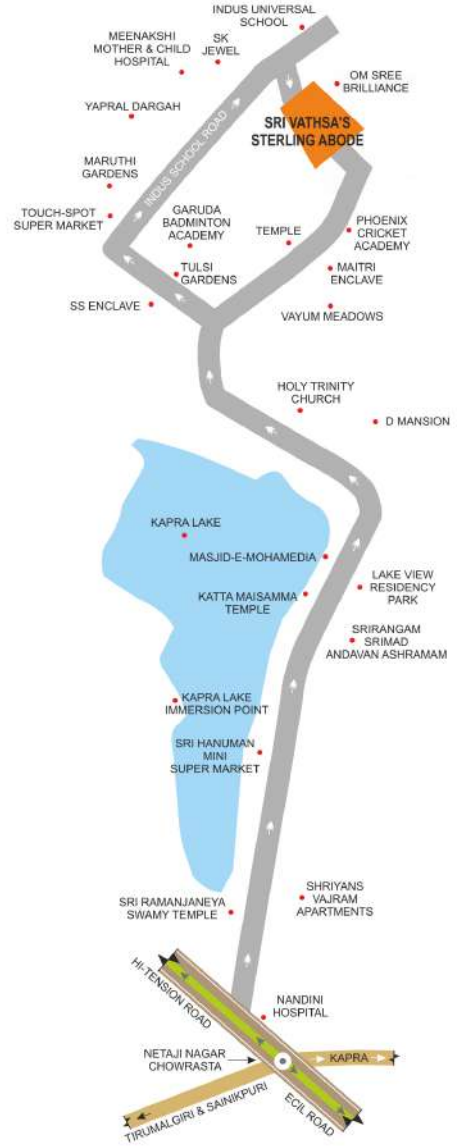 INDUS UNIVERSAL
SCHOOL
MEENAKSHI
MOTHER & CHILD
HOSPITAL
SK
JEWEL
OM SREE
BRILLIANCE
YAPRAL DARGAH
SRI VATHSA'S
STERLING ABODE
INDUS SCHOOL ROAD
MARUTHI
GARDENS
TOUCH-SPOT
SUPER MARKET
GARUDA
BADMINTON
ACADEMY
TEMPLE
PHOENIX
CRICKET
ACADEMY
TULSI
GARDENS
MAITRI
ENCLAVE
SS ENCLAVE
VAYUM MEADOWS
HOLY TRINITY
CHURCH
D MANSION
KAPRA LAKE
MASJID-E-MOHAMEDIA
LAKE VIEW
RESIDENCY
PARK
KATTA MAISAMMA
TEMPLE
SRIRANGAM
SRIMAD
ANDAVAN ASHRAMAM
KAPRA LAKE
IMMERSION POINT
SRI HANUMAN
MINI
SUPER MARKET
SHRIYANS
VAJRAM
APARTMENTS
SRI RAMANJANEYA
SWAMY TEMPLE
HI-TENSION ROAD
NANDINI
HOSPITAL
NETAJI NAGAR
CHOWRASTA
KAPRA
ECIL ROAD
TIRUMALGIRI & SAINIKPURI